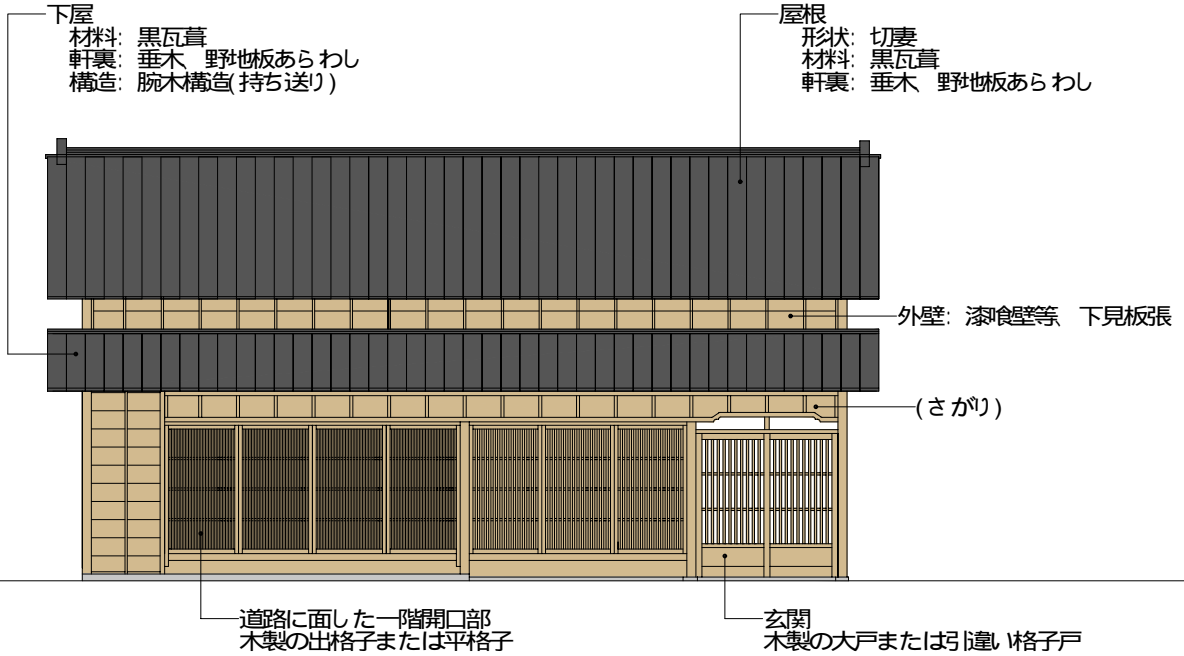 下屋
材料: 黒瓦葺
軒裏: 垂木、野地板あらわし
構造: 腕木構造(持ち送り)
屋根
形状: 切妻
材料: 黒瓦葺
軒裏: 垂木、野地板あらわし
外壁: 漆喰壁等、下見板張
(さがり)
道路に面した一階開口部
木製の出格子または平格子
玄関
木製の大戸または引違い格子戸